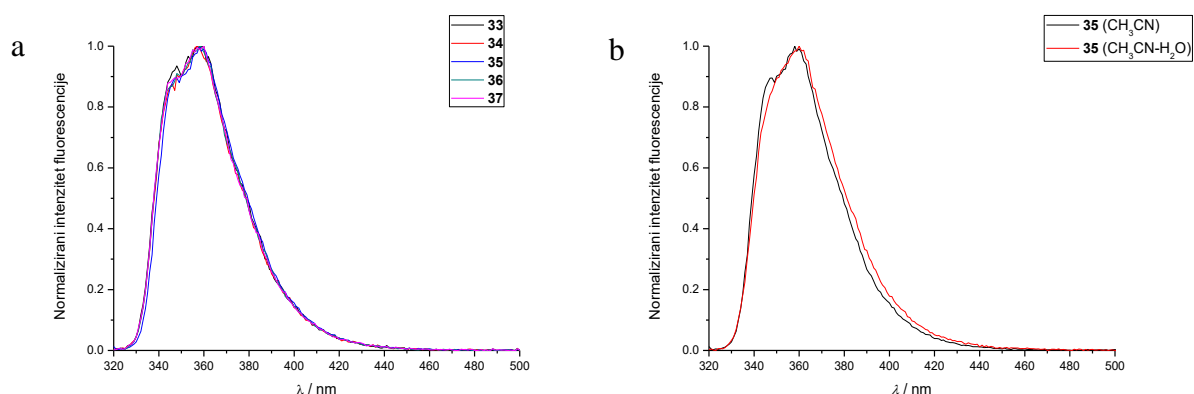 a
33
34
35
36
37
Normalizirani intenzitet fluorescencije
1.0
0.8
0.6
0.4
0.2
0.0
320 340 360 380 400 420 440 460 480 500
λ / nm
b
35 (CH₃CN)
35 (CH₃CN-H₂O)
Normalizirani intenzitet fluorescencije
1.0
0.8
0.6
0.4
0.2
0.0
320 340 360 380 400 420 440 460 480 500
λ / nm